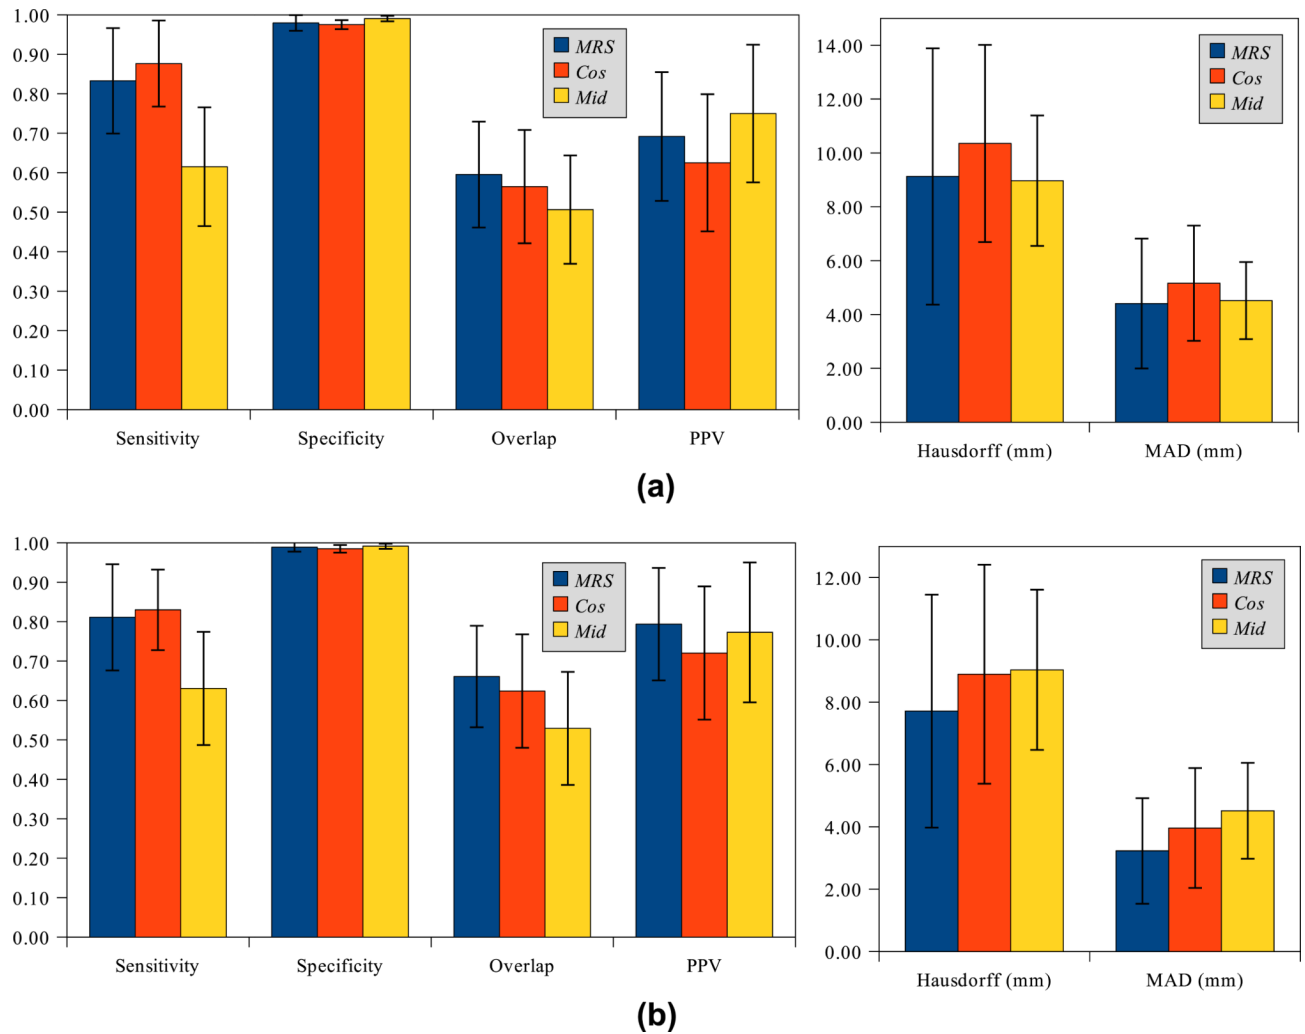 1.00
0.90
0.80
0.70
0.60
0.50
0.40
0.30
0.20
0.10
0.00
MRS
Cos
Mid
Sensitivity Specificity Overlap PPV
14.00
12.00
10.00
8.00
6.00
4.00
2.00
0.00
MRS
Cos
Mid
Hausdorff (mm) MAD (mm)
(a)
1.00
0.90
0.80
0.70
0.60
0.50
0.40
0.30
0.20
0.10
0.00
MRS
Cos
Mid
Sensitivity Specificity Overlap PPV
12.00
10.00
8.00
6.00
4.00
2.00
0.00
MRS
Cos
Mid
Hausdorff (mm) MAD (mm)
(b)